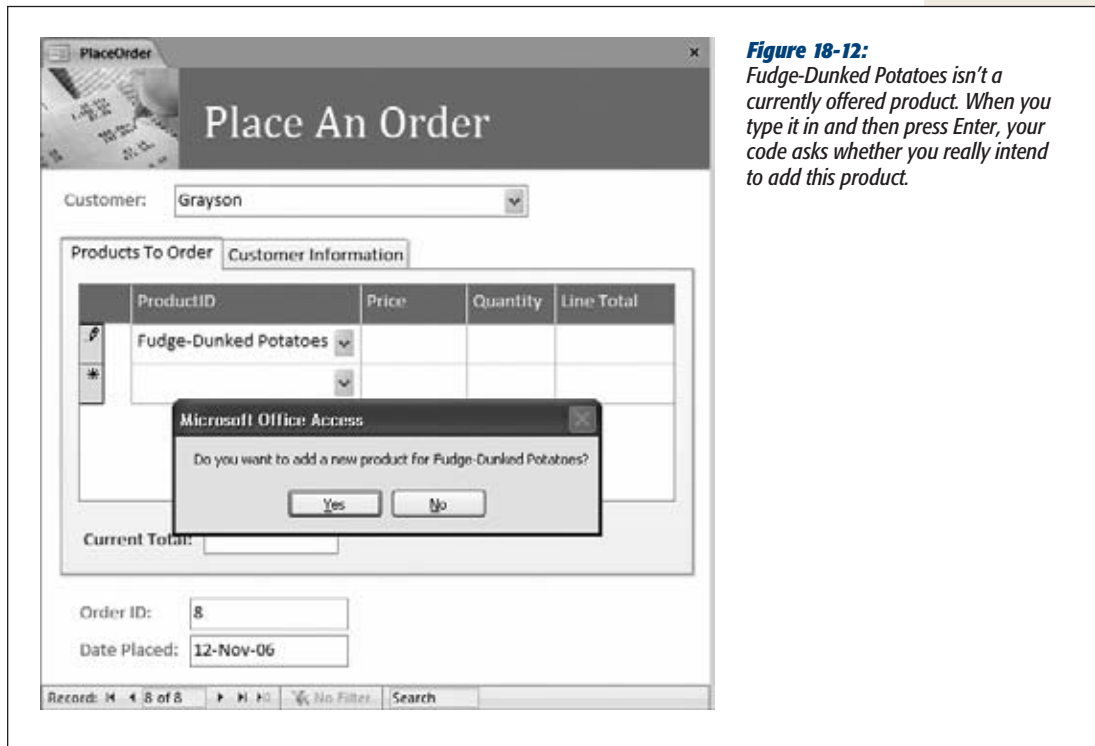 PlaceOrder
Place An Order
Customer: Grayson
Products To Order Customer Information
ProductID Price Quantity Line Total
Fudge-Dunked Potatoes
Microsoft Office Access
Do you want to add a new product for Fudge-Dunked Potatoes?
Yes No
Current Total:
Order ID: 8
Date Placed: 12-Nov-06
Record: 8 of 8 No Filter Search
Figure 18-12:
Fudge-Dunked Potatoes isn't a
currently offered product. When you
type it in and then press Enter, your
code asks whether you really intend
to add this product.